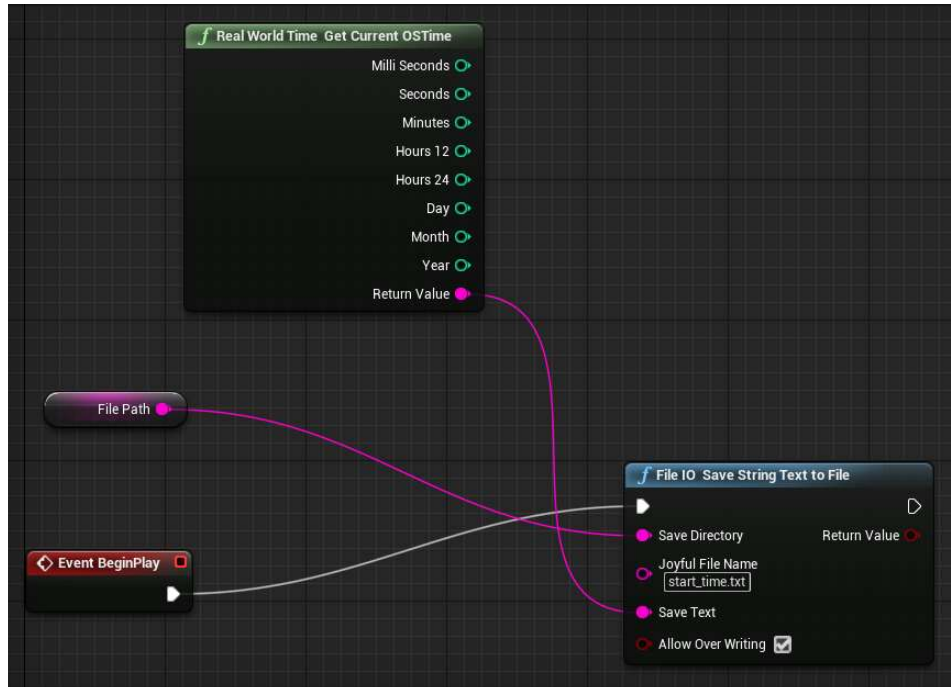 Real World Time Get Current OSTime
Milli Seconds
Seconds
Minutes
Hours 12
Hours 24
Day
Month
Year
Return Value
File Path
Event BeginPlay
File IO Save String Text to File
Save Directory
Return Value
Joyful File Name
start_time.txt
Save Text
Allow Over Writing